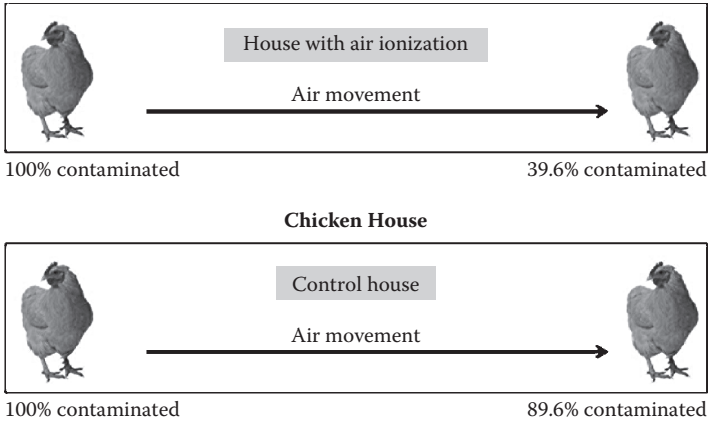 House with air ionization
Air movement
100% contaminated 39.6% contaminated
Chicken House
Control house
Air movement
100% contaminated 89.6% contaminated